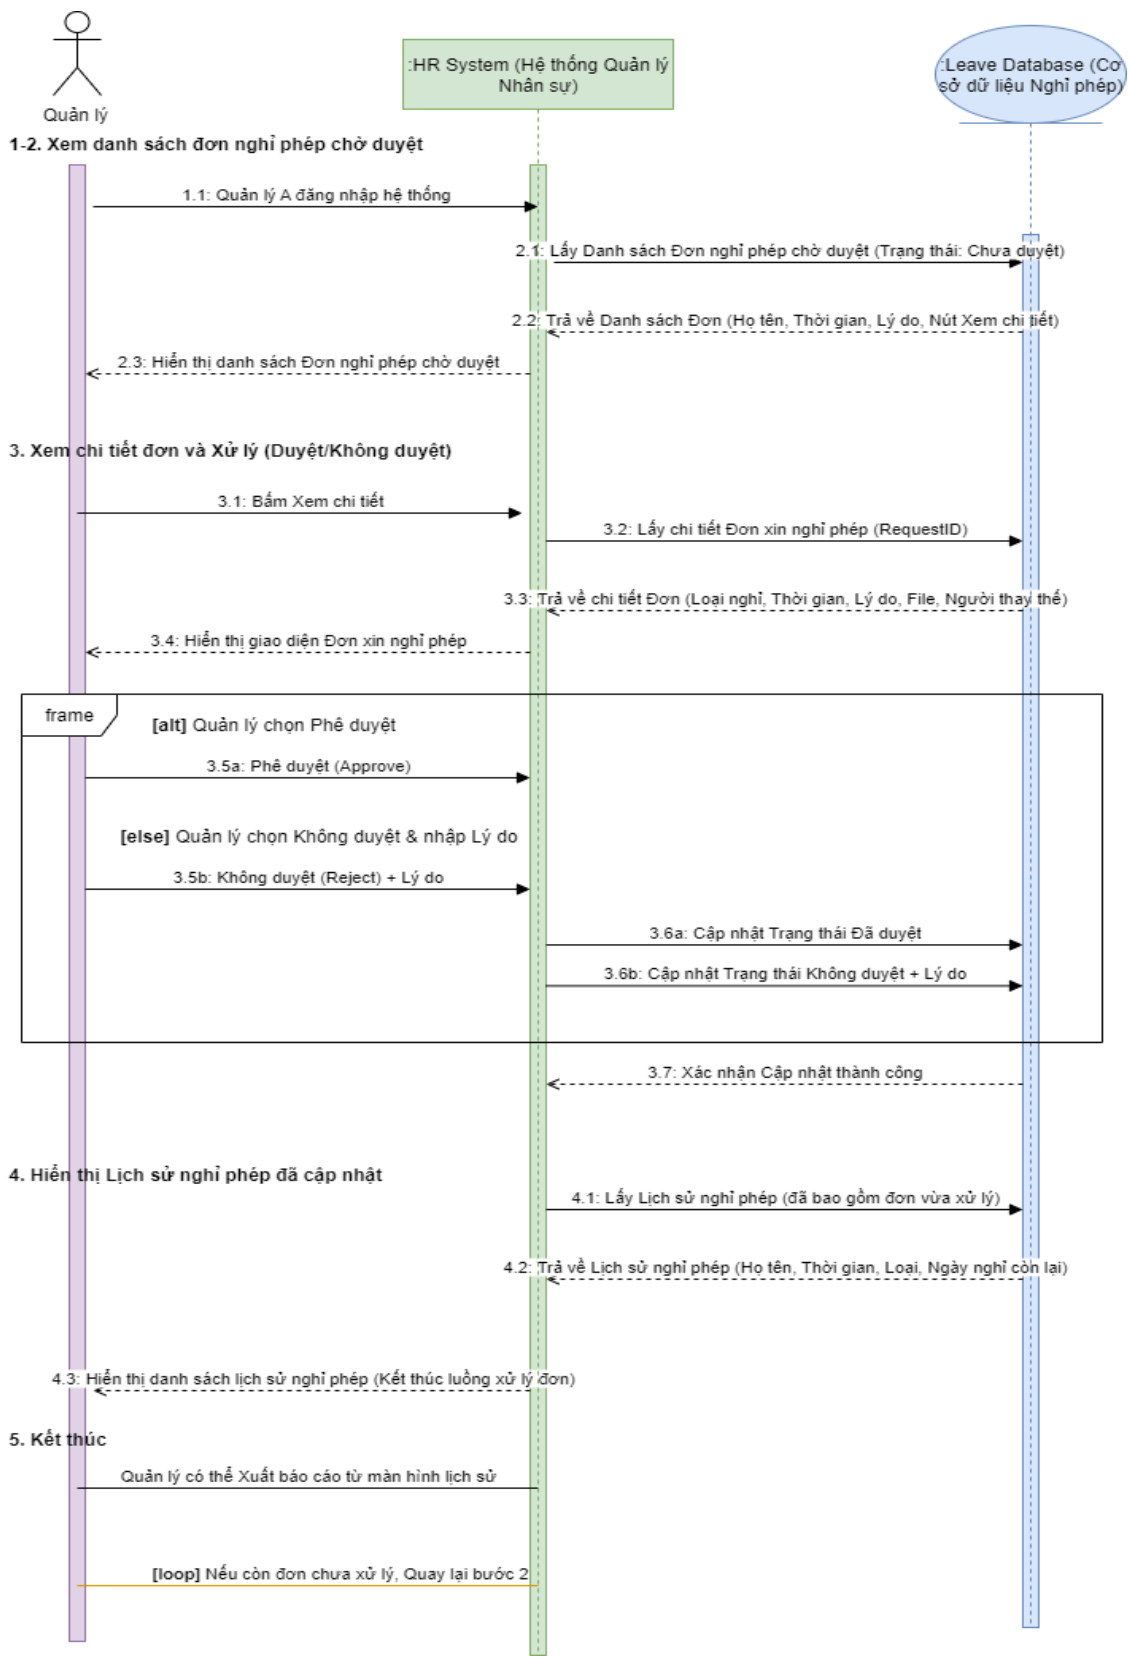 :HR System (Hệ thống Quản lý
Nhân sự)
:Leave Database (Cơ
sở dữ liệu Nghỉ phép)
Quản lý
1-2. Xem danh sách đơn nghỉ phép chờ duyệt
1.1: Quản lý A đăng nhập hệ thống
2.1: Lấy Danh sách Đơn nghỉ phép chờ duyệt (Trạng thái: Chưa duyệt)
2.2: Trả về Danh sách Đơn (Họ tên, Thời gian, Lý do, Nút Xem chi tiết)
2.3: Hiển thị danh sách Đơn nghỉ phép chờ duyệt
3. Xem chi tiết đơn và Xử lý (Duyệt/Không duyệt)
3.1: Bấm Xem chi tiết
3.2: Lấy chi tiết Đơn xin nghỉ phép (RequestID)
3.3: Trả về chi tiết Đơn (Loại nghỉ, Thời gian, Lý do, File, Người thay thế)
3.4: Hiển thị giao diện Đơn xin nghỉ phép
frame
[alt] Quản lý chọn Phê duyệt
3.5a: Phê duyệt (Approve)
[else] Quản lý chọn Không duyệt & nhập Lý do
3.5b: Không duyệt (Reject) + Lý do
3.6a: Cập nhật Trạng thái Đã duyệt
3.6b: Cập nhật Trạng thái Không duyệt + Lý do
3.7: Xác nhận Cập nhật thành công
4. Hiển thị Lịch sử nghỉ phép đã cập nhật
4.1: Lấy Lịch sử nghỉ phép (đã bao gồm đơn vừa xử lý)
4.2: Trả về Lịch sử nghỉ phép (Họ tên, Thời gian, Loại, Ngày nghỉ còn lại)
4.3: Hiển thị danh sách lịch sử nghỉ phép (Kết thúc luồng xử lý đơn)
5. Kết thúc
Quản lý có thể Xuất báo cáo từ màn hình lịch sử
[loop] Nếu còn đơn chưa xử lý, Quay lại bước 2